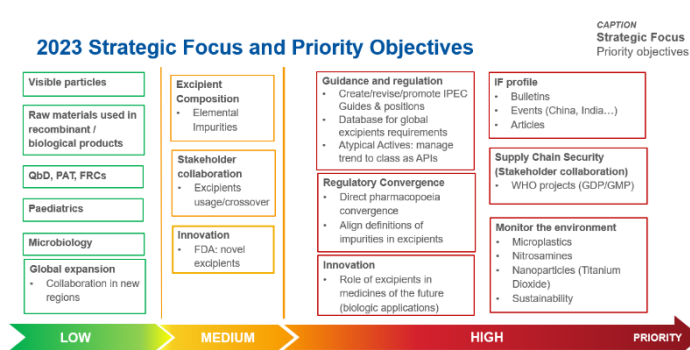 2023 Strategic Focus and Priority Objectives
CAPTION
Strategic Focus
Priority objectives
Visible particles
Raw materials used in
recombinant /
biological products
QbD, PAT, FRCs
Paediatrics
Microbiology
Global expansion
• Collaboration in new
regions
Excipient
Composition
• Elemental
Impurities
Stakeholder
collaboration
• Excipients
usage/crossover
Innovation
• FDA: novel
excipients
Guidance and regulation
• Create/revise/promote IPEC
Guides & positions
• Database for global
excipients requirements
• Atypical Actives: manage
trend to class as APIs
Regulatory Convergence
• Direct pharmacopoeia
convergence
• Align definitions of
impurities in excipients
Innovation
• Role of excipients in
medicines of the future
(biologic applications)
IF profile
• Bulletins
• Events (China, India…)
• Articles
Supply Chain Security
(Stakeholder collaboration)
• WHO projects (GDP/GMP)
Monitor the environment
• Microplastics
• Nitrosamines
• Nanoparticles (Titanium
Dioxide)
• Sustainability
LOW
MEDIUM
HIGH
PRIORITY